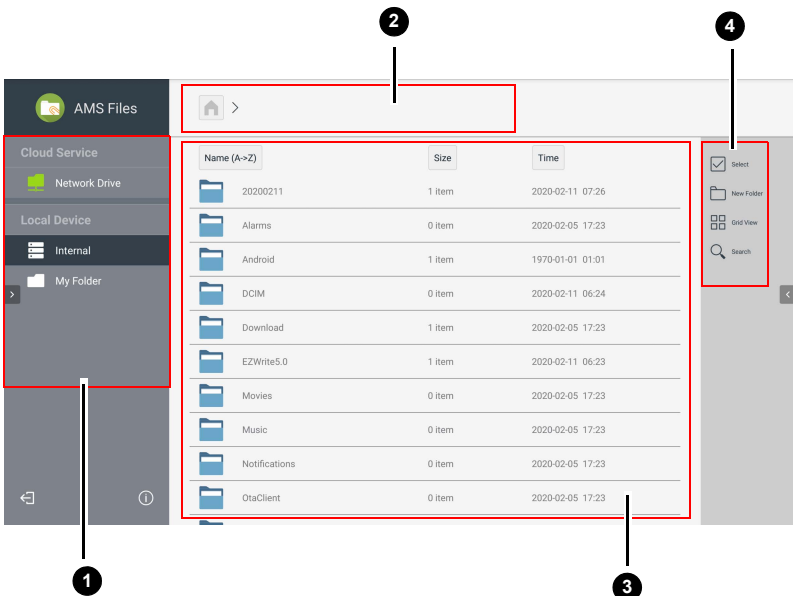 2
4
AMS Files
Cloud Service
Network Drive
Local Device
Internal
My Folder
Name (A->Z) Size Time
20200211 1 item 2020-02-11 07:26
Alarms 0 item 2020-02-05 17:23
Android 1 item 1970-01-01 01:01
DCIM 0 item 2020-02-11 06:24
Download 1 item 2020-02-05 17:23
EZWrite5.0 1 item 2020-02-11 06:23
Movies 0 item 2020-02-05 17:23
Music 0 item 2020-02-05 17:23
Notifications 0 item 2020-02-05 17:23
OtaClient 0 item 2020-02-05 17:23
Select
New Folder
Grid View
Search
1
3